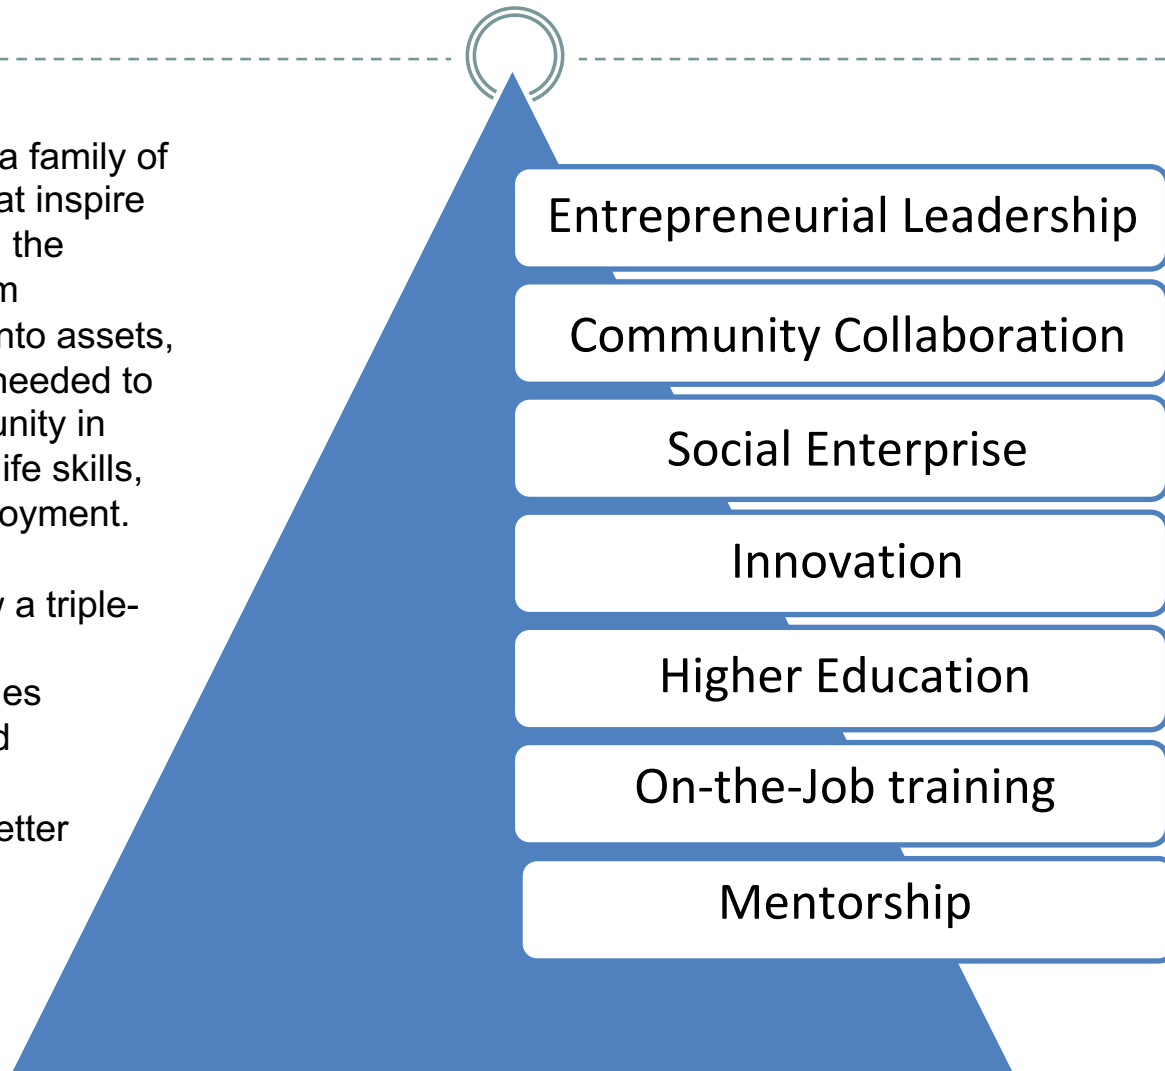 a family of
at inspire
the
m
nto assets,
needed to
unity in
ife skills,
oyment.
y a triple-
es
d
etter
Entrepreneurial Leadership
Community Collaboration
Social Enterprise
Innovation
Higher Education
On-the-Job training
Mentorship